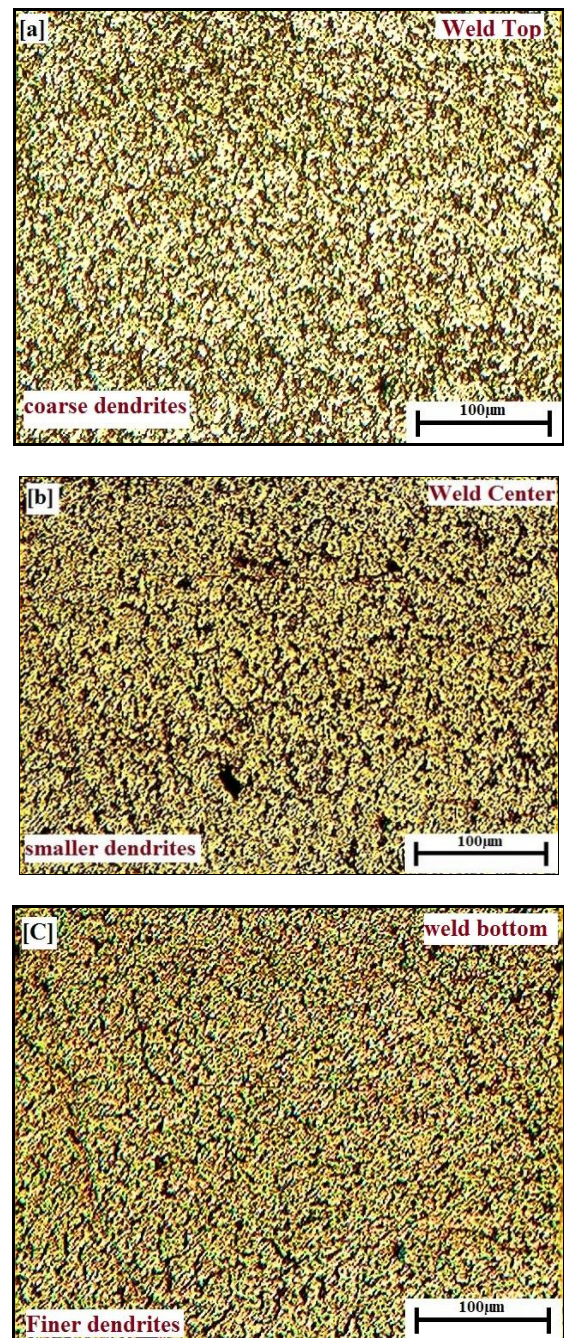 [a] Weld Top
coarse dendrites 100µm
[b] Weld Center
smaller dendrites 100µm
[C] weld bottom
Finer dendrites 100µm